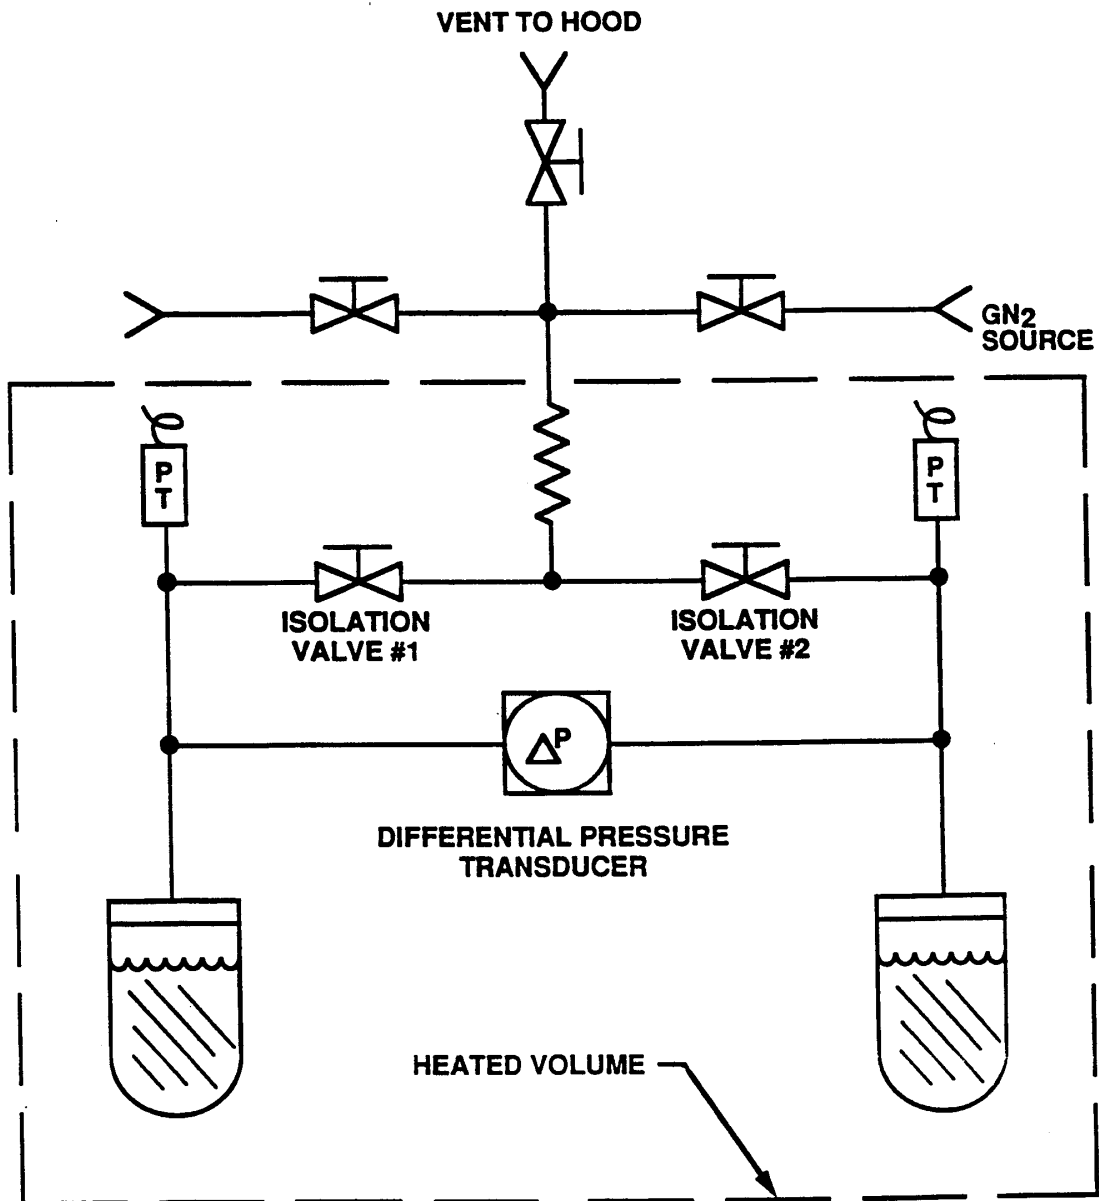 VENT TO HOOD
GN2
SOURCE
P
T
P
T
ISOLATION
VALVE #1
ISOLATION
VALVE #2
ΔP
DIFFERENTIAL PRESSURE
TRANSDUCER
HEATED VOLUME